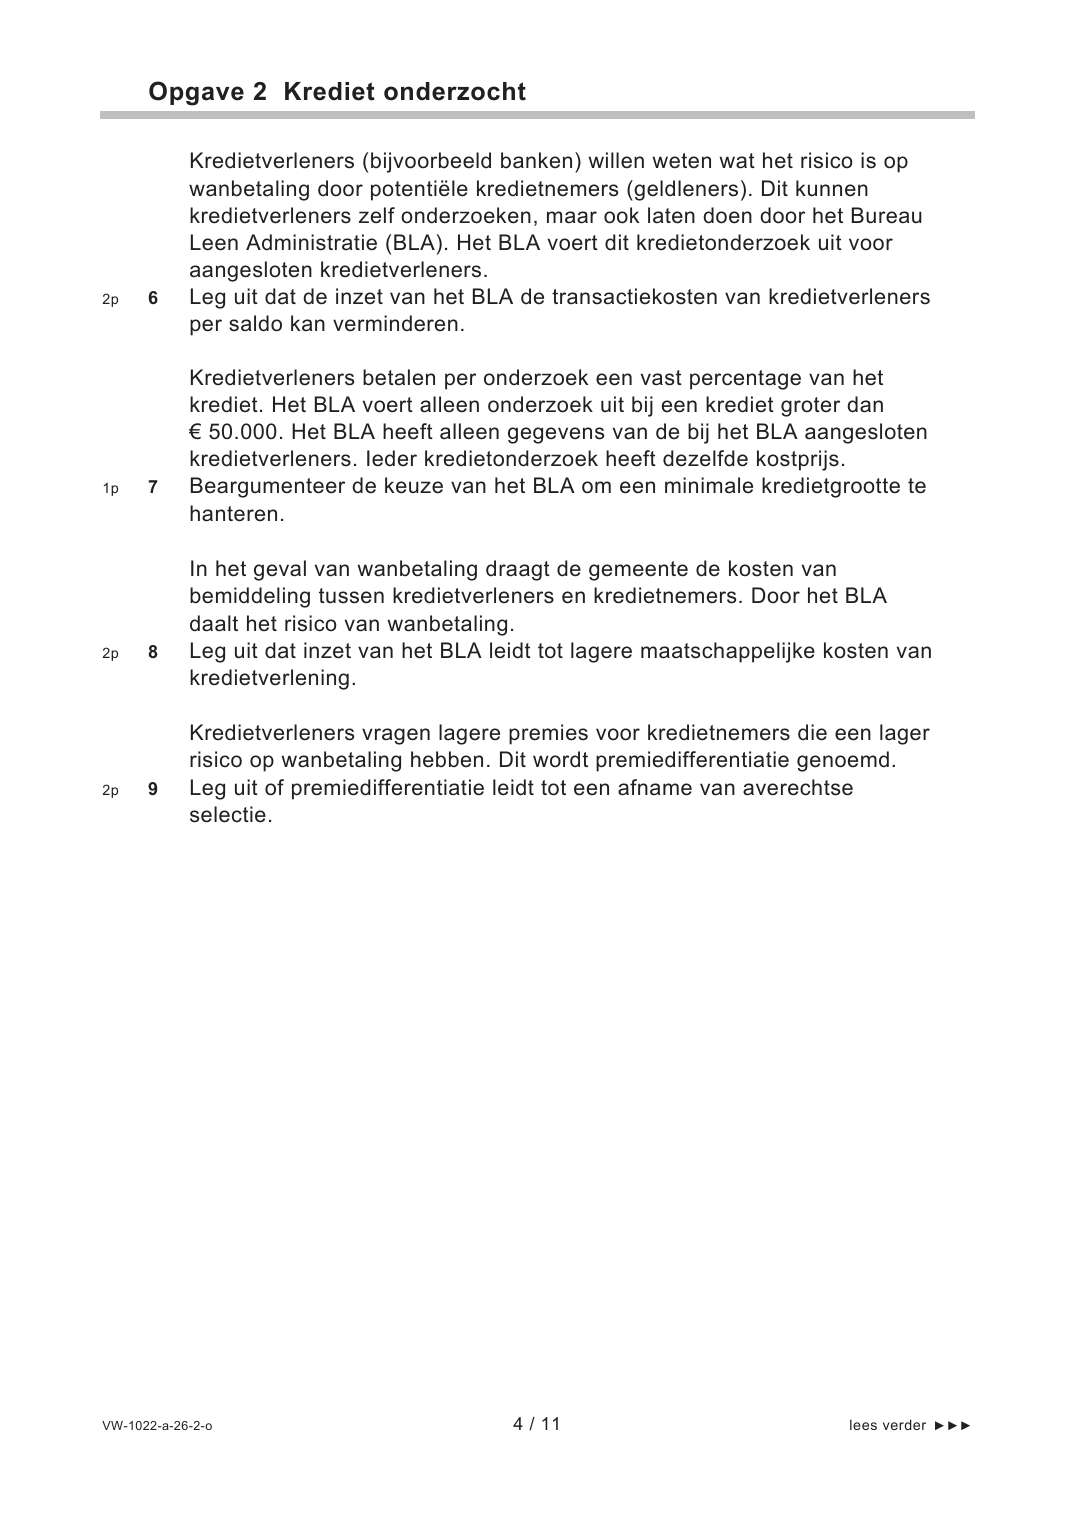 Opgave 2 Krediet onderzocht
Kredietverleners (bijvoorbeeld banken) willen weten wat het risico is op
wanbetaling door potentiële kredietnemers (geldleners). Dit kunnen
kredietverleners zelf onderzoeken, maar ook laten doen door het Bureau
Leen Administratie (BLA). Het BLA voert dit kredietonderzoek uit voor
aangesloten kredietverleners.
2p 6 Leg uit dat de inzet van het BLA de transactiekosten van kredietverleners
per saldo kan verminderen.
Kredietverleners betalen per onderzoek een vast percentage van het
krediet. Het BLA voert alleen onderzoek uit bij een krediet groter dan
€ 50.000. Het BLA heeft alleen gegevens van de bij het BLA aangesloten
kredietverleners. Ieder kredietonderzoek heeft dezelfde kostprijs.
1p 7 Beargumenteer de keuze van het BLA om een minimale kredietgrootte te
hanteren.
In het geval van wanbetaling draagt de gemeente de kosten van
bemiddeling tussen kredietverleners en kredietnemers. Door het BLA
daalt het risico van wanbetaling.
2p 8 Leg uit dat inzet van het BLA leidt tot lagere maatschappelijke kosten van
kredietverlening.
Kredietverleners vragen lagere premies voor kredietnemers die een lager
risico op wanbetaling hebben. Dit wordt premiedifferentiatie genoemd.
2p 9 Leg uit of premiedifferentiatie leidt tot een afname van averechtse
selectie.
VW-1022-a-26-2-o 4 / 11 lees verder ►►►